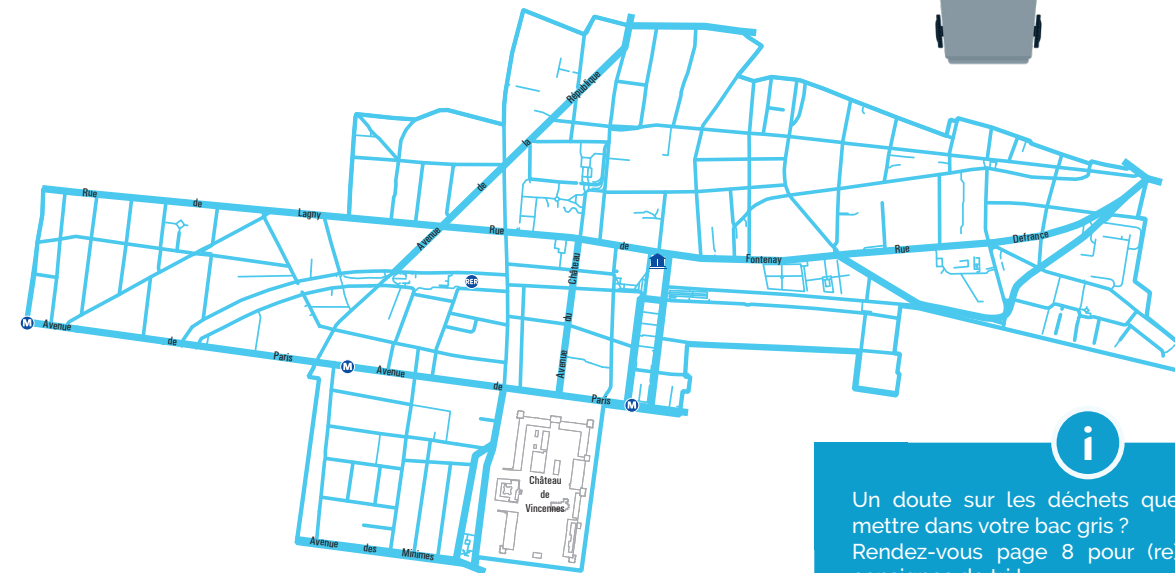 Avenue de la République
Rue de Lagny
Rue de Fontenay
Rue Defrance
Avenue du Château
RER
M
Avenue de Paris
M
Avenue de Paris
M
Château
de
Vincennes
Avenue des Minimes
i
Un doute sur les déchets que
mettre dans votre bac gris ?
Rendez-vous page 8 pour (re